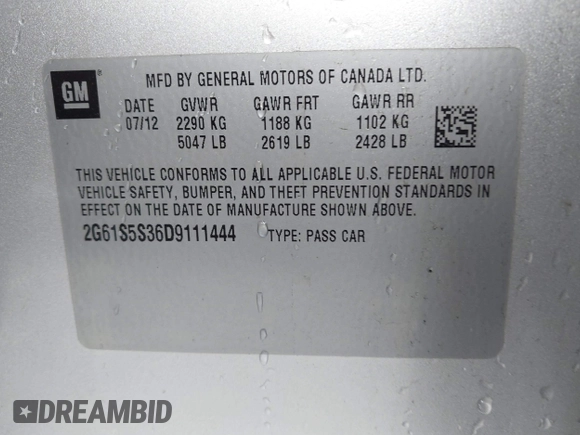 GM
MFD BY GENERAL MOTORS OF CANADA LTD.
DATE GVWR GAWR FRT GAWR RR
07/12 2290 KG 1188 KG 1102 KG
5047 LB 2619 LB 2428 LB
THIS VEHICLE CONFORMS TO ALL APPLICABLE U.S. FEDERAL MOTOR
VEHICLE SAFETY, BUMPER, AND THEFT PREVENTION STANDARDS IN
EFFECT ON THE DATE OF MANUFACTURE SHOWN ABOVE.
2G61S5S36D9111444 TYPE: PASS CAR
DREAMBID